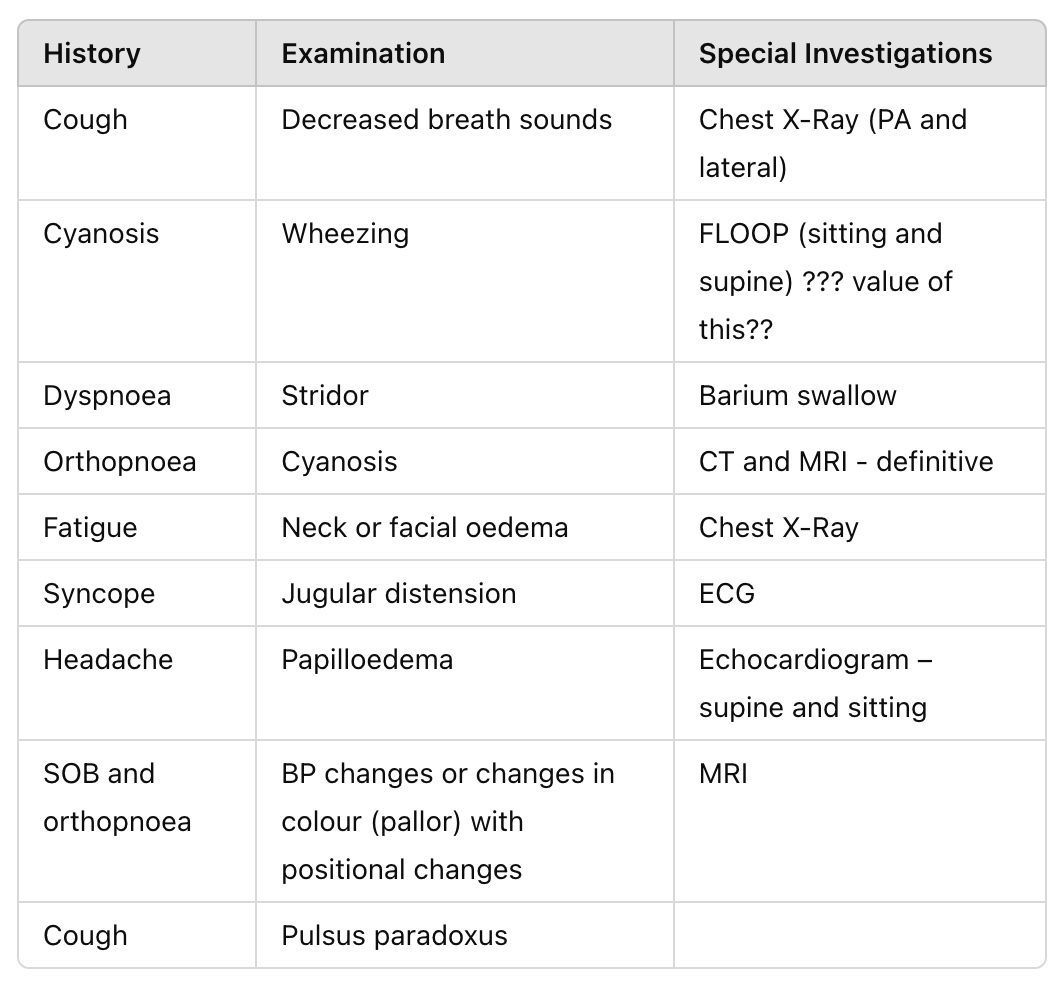 History Examination Special Investigations
Cough Decreased breath sounds Chest X-Ray (PA and
lateral)
Cyanosis Wheezing FLOOP (sitting and
supine) ??? value of
this??
Dyspnoea Stridor Barium swallow
Orthopnoea Cyanosis CT and MRI - definitive
Fatigue Neck or facial oedema Chest X-Ray
Syncope Jugular distension ECG
Headache Papilloedema Echocardiogram –
supine and sitting
SOB and BP changes or changes in MRI
orthopnoea colour (pallor) with
positional changes
Cough Pulsus paradoxus